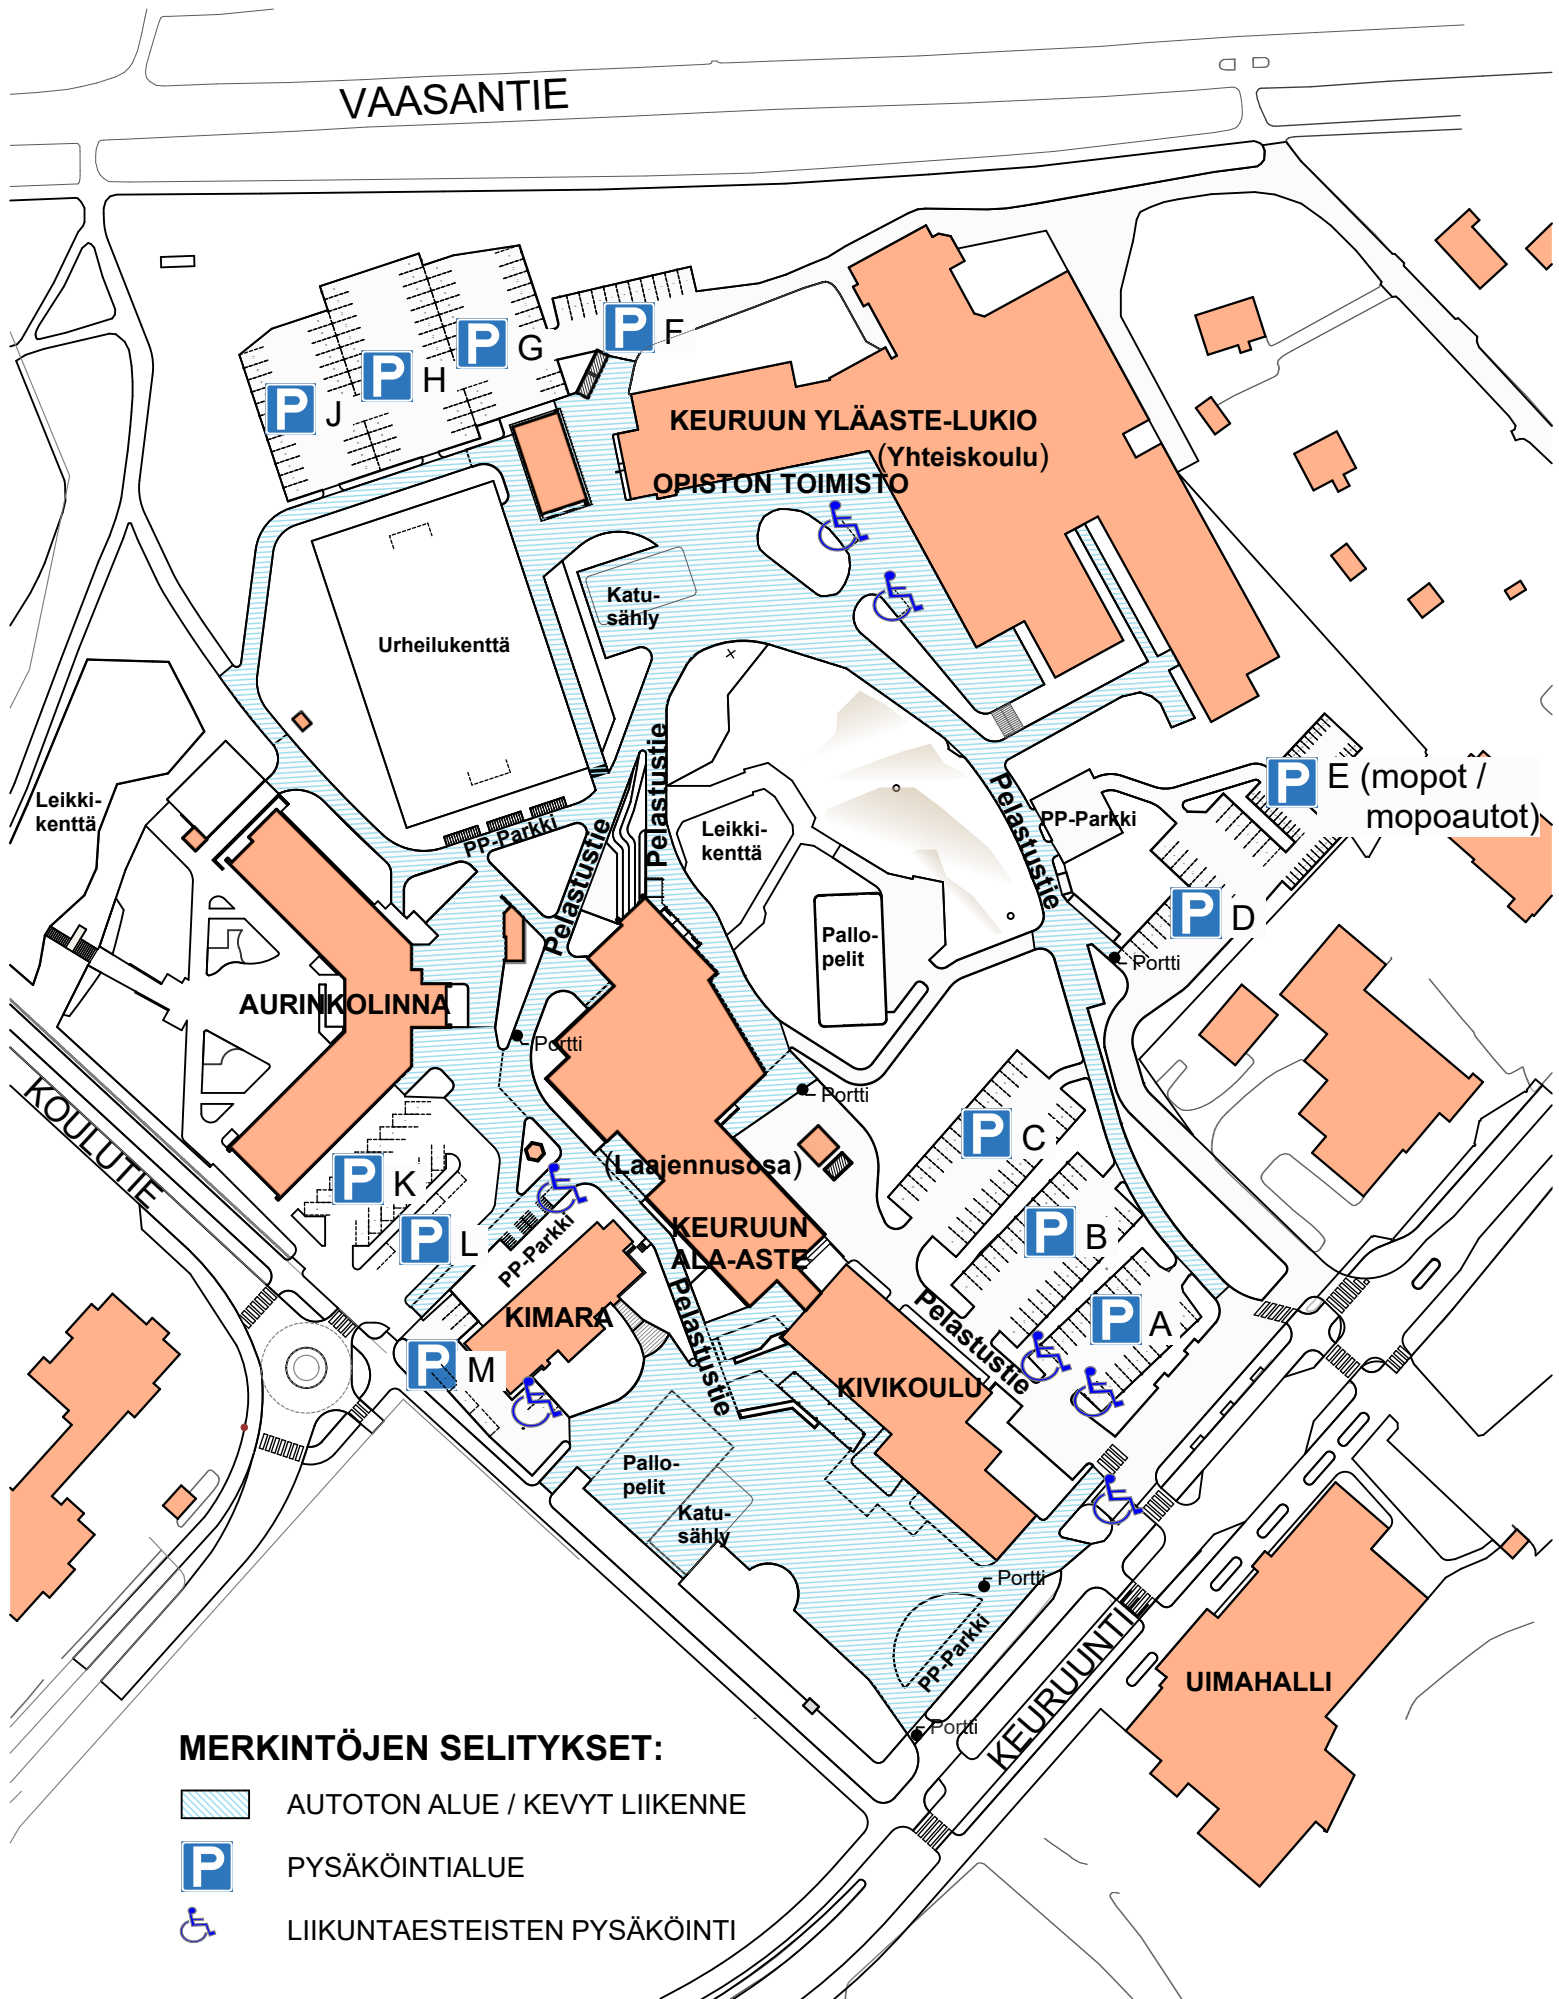 VAASANTIE
P F
P G
P H
P J
KEURUUN YLÄASTE-LUKIO
(Yhteiskoulu)
OPISTON TOIMISTO
Katu-
sähly
Urheilukenttä
Pelastustie
Pelastustie
Pelastustie
P E (mopot /
mopoautot)
Leikki-
kenttä
PP-Parkki
PP-Parkki
Leikki-
kenttä
P D
Pallo-
pelit
Portti
AURINKOLINNA
Portti
Portti
KOULUTIE
P C
(Laajennusosa)
P K
P L
PP-Parkki
KEURUUN
ALA-ASTE
P B
Pelastustie
Pelastustie
KIMARA
P A
P M
KIVIKOULU
Pallo-
pelit
Katu-
sähly
Portti
PP-Parkki
KEURUUNTIE
UIMAHALLI
Portti
MERKINTÖJEN SELITYKSET:
AUTOTON ALUE / KEVYT LIIKENNE
P PYSÄKÖINTIALUE
LIIKUNTAESTEISTEN PYSÄKÖINTI